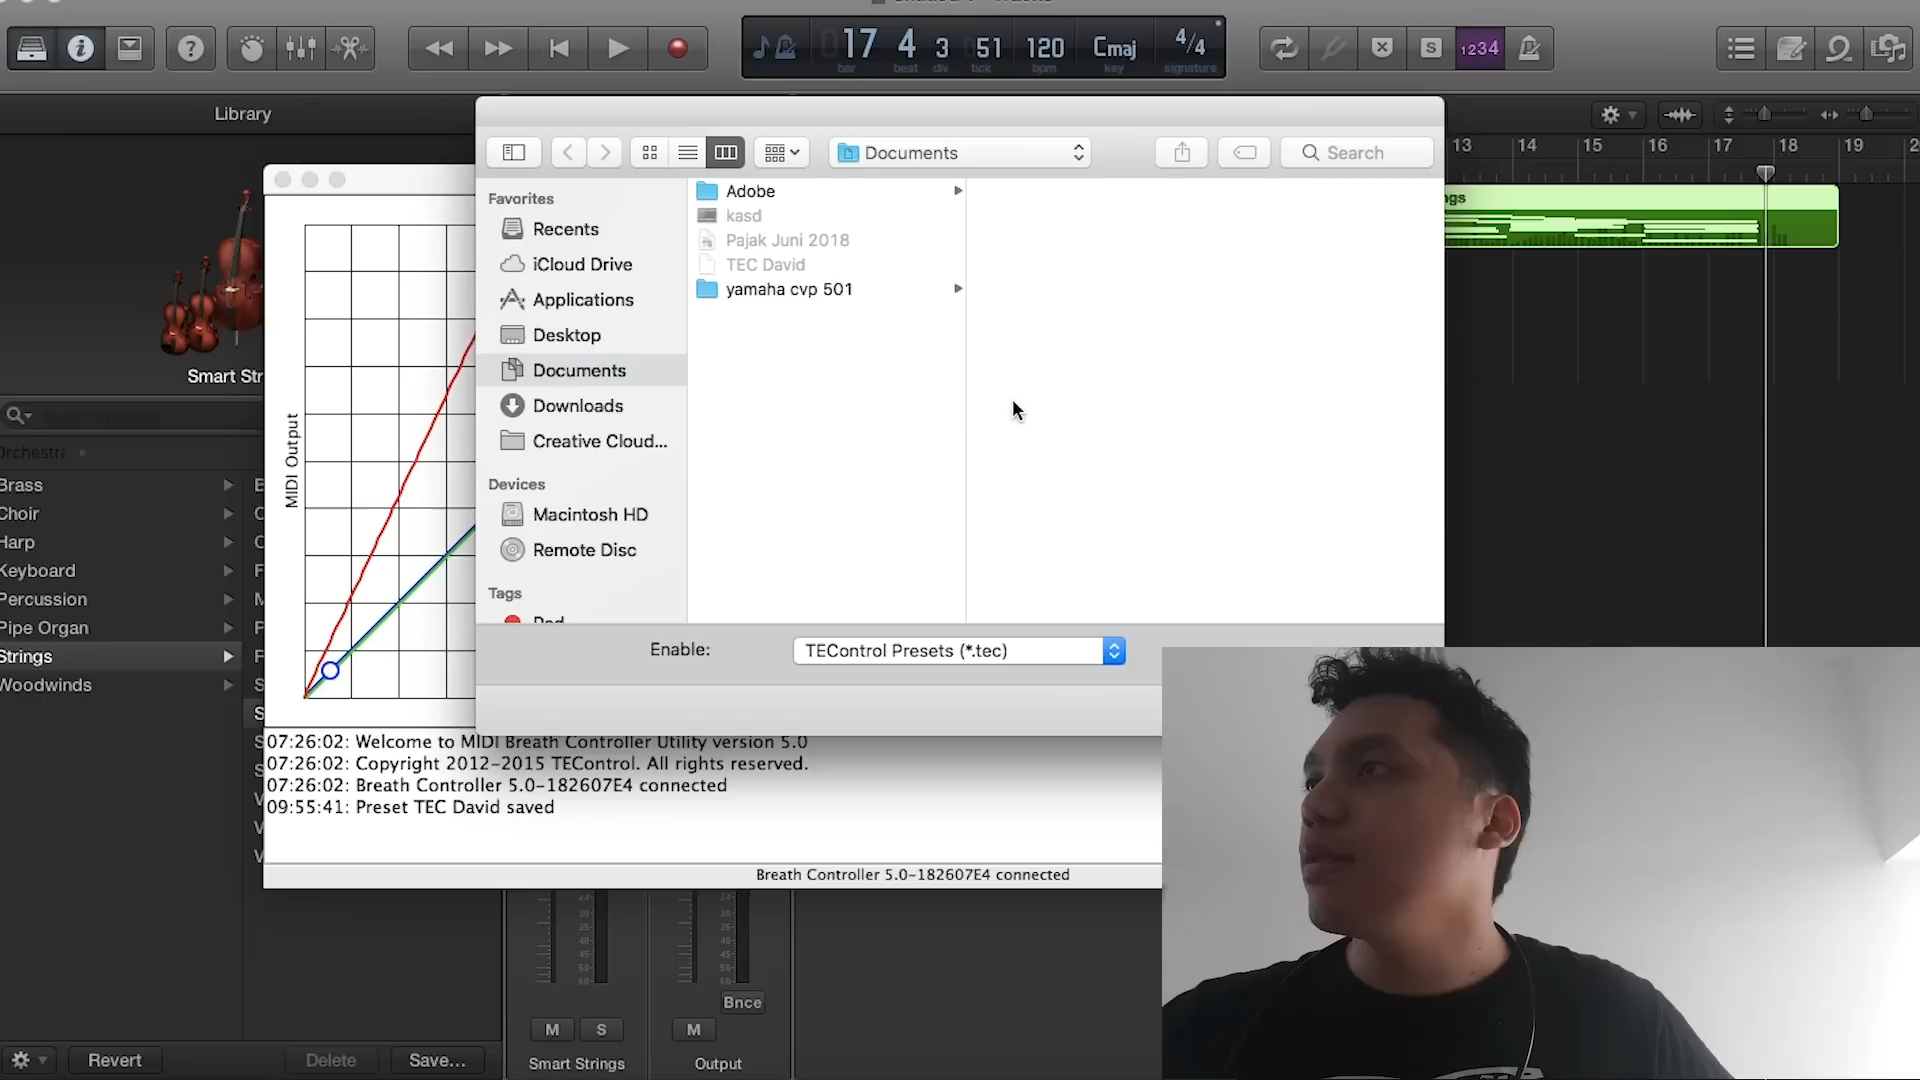 17 4 3 51 120 Cmaj 4/4
bar beat div tick bpm key signature
S 1234
Library
Documents
Search
13 14 15 16 17 18 19
Favorites
Recents
iCloud Drive
Applications
Desktop
Documents
Downloads
Creative Cloud...
Devices
Macintosh HD
Remote Disc
Tags
Adobe
kasd
Pajak Juni 2018
TEC David
yamaha cvp 501
Enable: TEControl Presets (*.tec)
MIDI Output
Smart Str
Brass
Choir
Harp
Keyboard
Percussion
Pipe Organ
Strings
Woodwinds
07:26:02: Welcome to MIDI Breath Controller Utility version 5.0
07:26:02: Copyright 2012-2015 TEControl. All rights reserved.
07:26:02: Breath Controller 5.0-182607E4 connected
09:55:41: Preset TEC David saved
Breath Controller 5.0-182607E4 connected
Bnce
M S M
Smart Strings Output
Revert Delete Save...